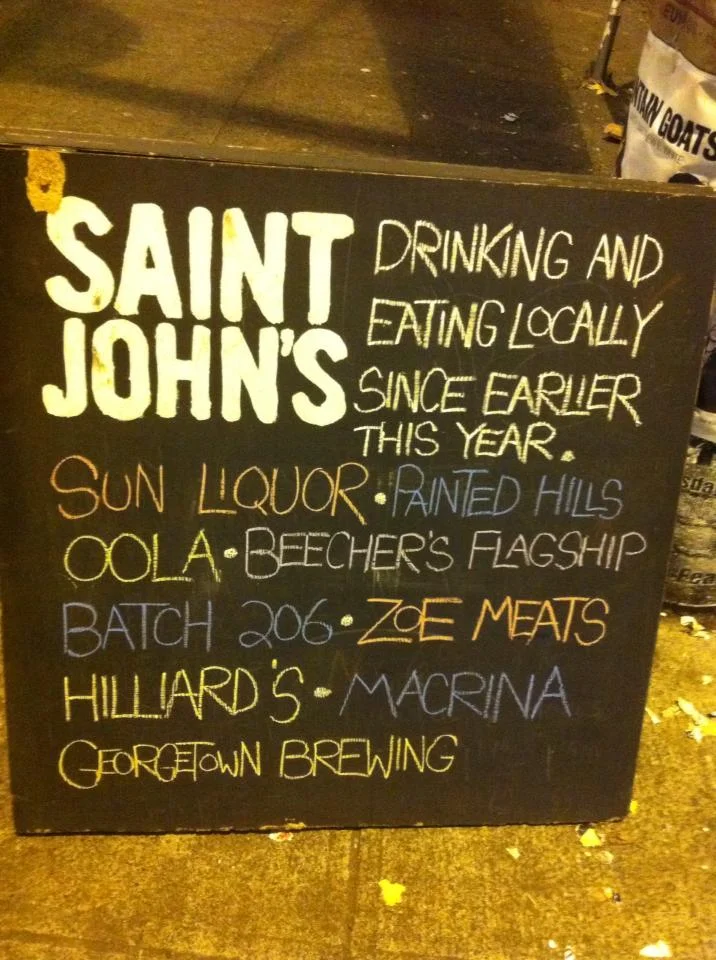 SAINT
JOHN'S
DRINKING AND
EATING LOCALLY
SINCE EARLIER
THIS YEAR.
SUN LIQUOR • PAINTED HILLS
OOLA • BEECHER'S FLAGSHIP
BATCH 206 • ZOE MEATS
HILLIARD'S • MACRINA
GEORGETOWN BREWING
GOATS